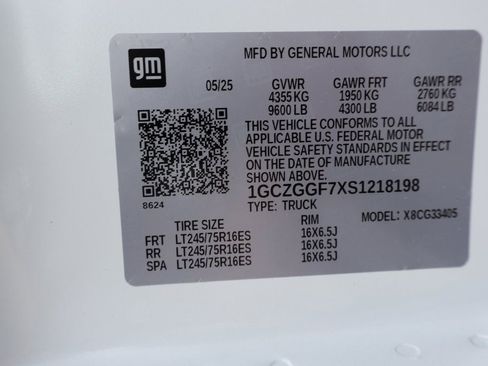 gm
MFD BY GENERAL MOTORS LLC
05/25 GVWR GAWR FRT GAWR RR
4355 KG 1950 KG 2760 KG
9600 LB 4300 LB 6084 LB
THIS VEHICLE CONFORMS TO ALL
APPLICABLE U.S. FEDERAL MOTOR
VEHICLE SAFETY STANDARDS IN EFFECT
ON THE DATE OF MANUFACTURE
SHOWN ABOVE.
1GCZGGF7XS1218198
8624 TYPE: TRUCK MODEL: X8CG33405
TIRE SIZE RIM
FRT LT245/75R16ES 16X6.5J
RR LT245/75R16ES 16X6.5J
SPA LT245/75R16ES 16X6.5J